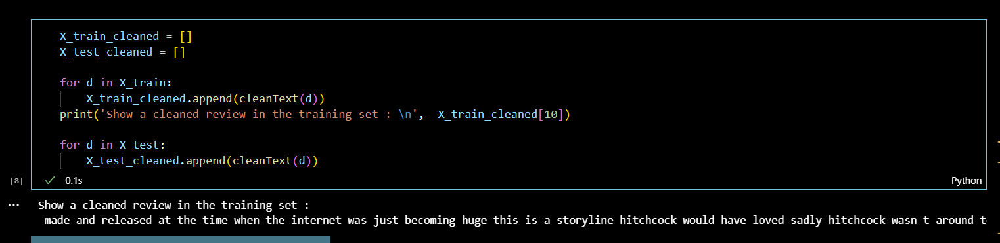 X_train_cleaned = []
X_test_cleaned = []
for d in X_train:
X_train_cleaned.append(cleanText(d))
print('Show a cleaned review in the training set : \n',  X_train_cleaned[10])
for d in X_test:
X_test_cleaned.append(cleanText(d))
[8] ✓ 0.1s Python
... Show a cleaned review in the training set :
made and released at the time when the internet was just becoming huge this is a storyline hitchcock would have loved sadly hitchcock wasn t around